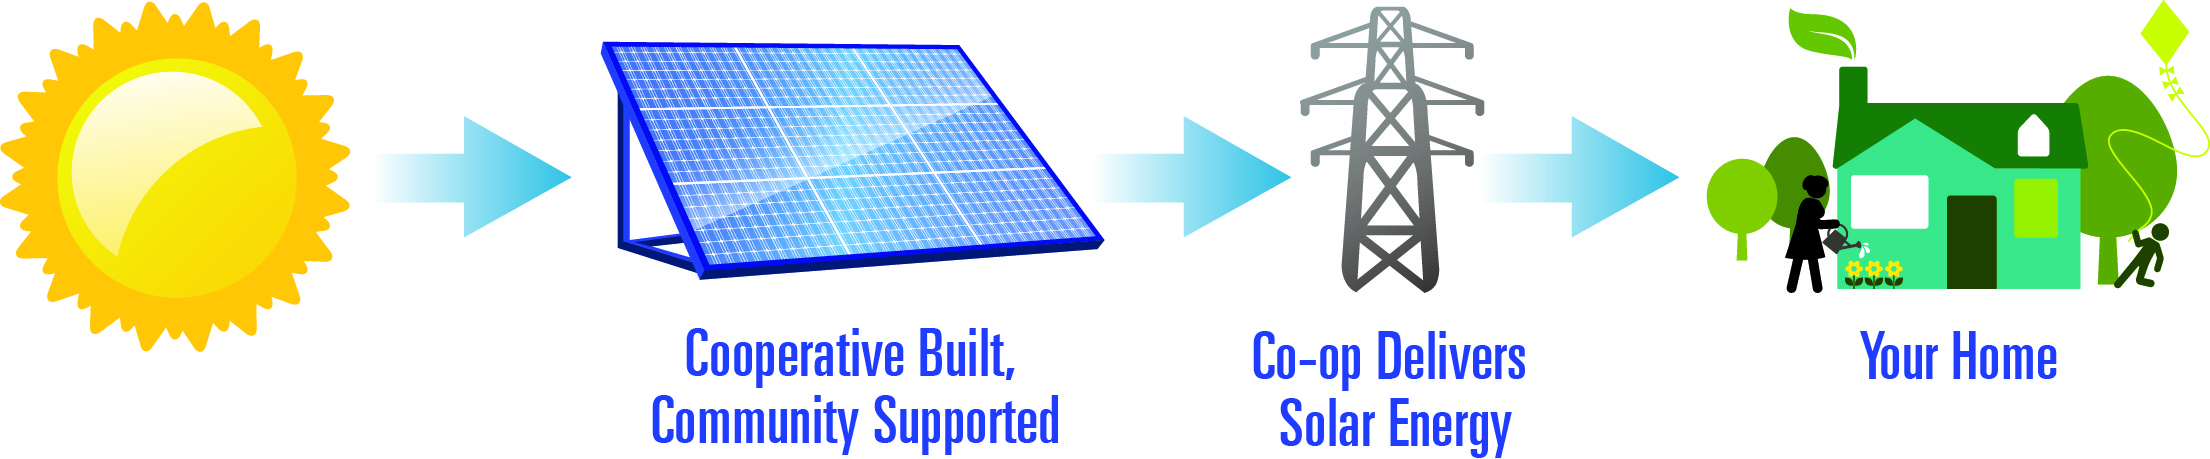 Cooperative Built,
Community Supported
Co-op Delivers
Solar Energy
Your Home